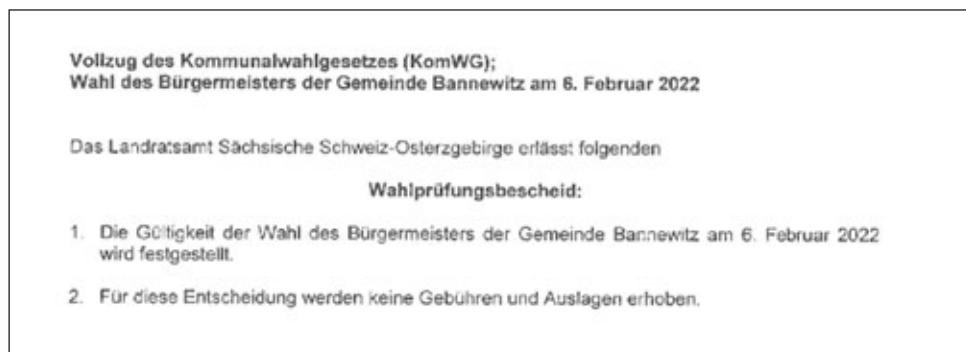 Vollzug des Kommunalwahlgesetzes (KomWG);
Wahl des Bürgermeisters der Gemeinde Bannewitz am 6. Februar 2022
Das Landratsamt Sächsische Schweiz-Osterzgebirge erlässt folgenden
Wahlprüfungsbescheid:
1. Die Gültigkeit der Wahl des Bürgermeisters der Gemeinde Bannewitz am 6. Februar 2022
wird festgestellt.
2. Für diese Entscheidung werden keine Gebühren und Auslagen erhoben.